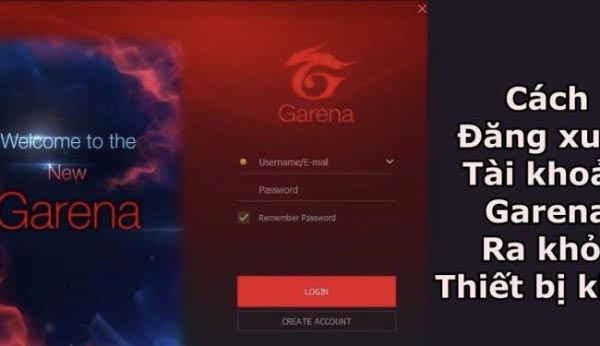 Welcome to the
New
Garena
Garena
Username/E-mail
Password
Remember Password
LOGIN
CREATE ACCOUNT
Cách
Đăng
Tài
Garena
Ra
Thiết bị